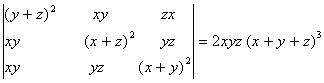 | (y + z)² xy zx |
| xy (x + z)² yz | = 2xyz (x + y + z)³
| xy yz (x + y)² |